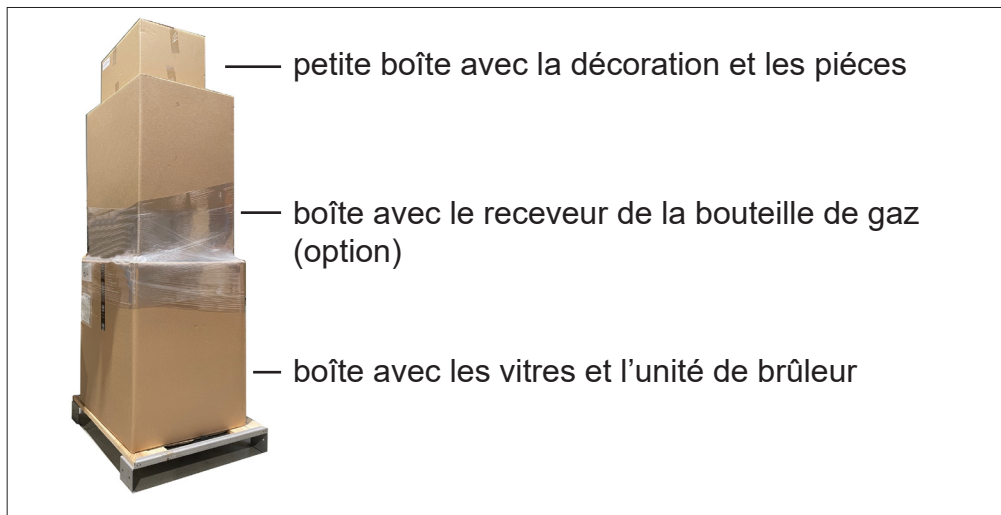 petite boîte avec la décoration et les piéces
boîte avec le receveur de la bouteille de gaz
(option)
boîte avec les vitres et l’unité de brûleur